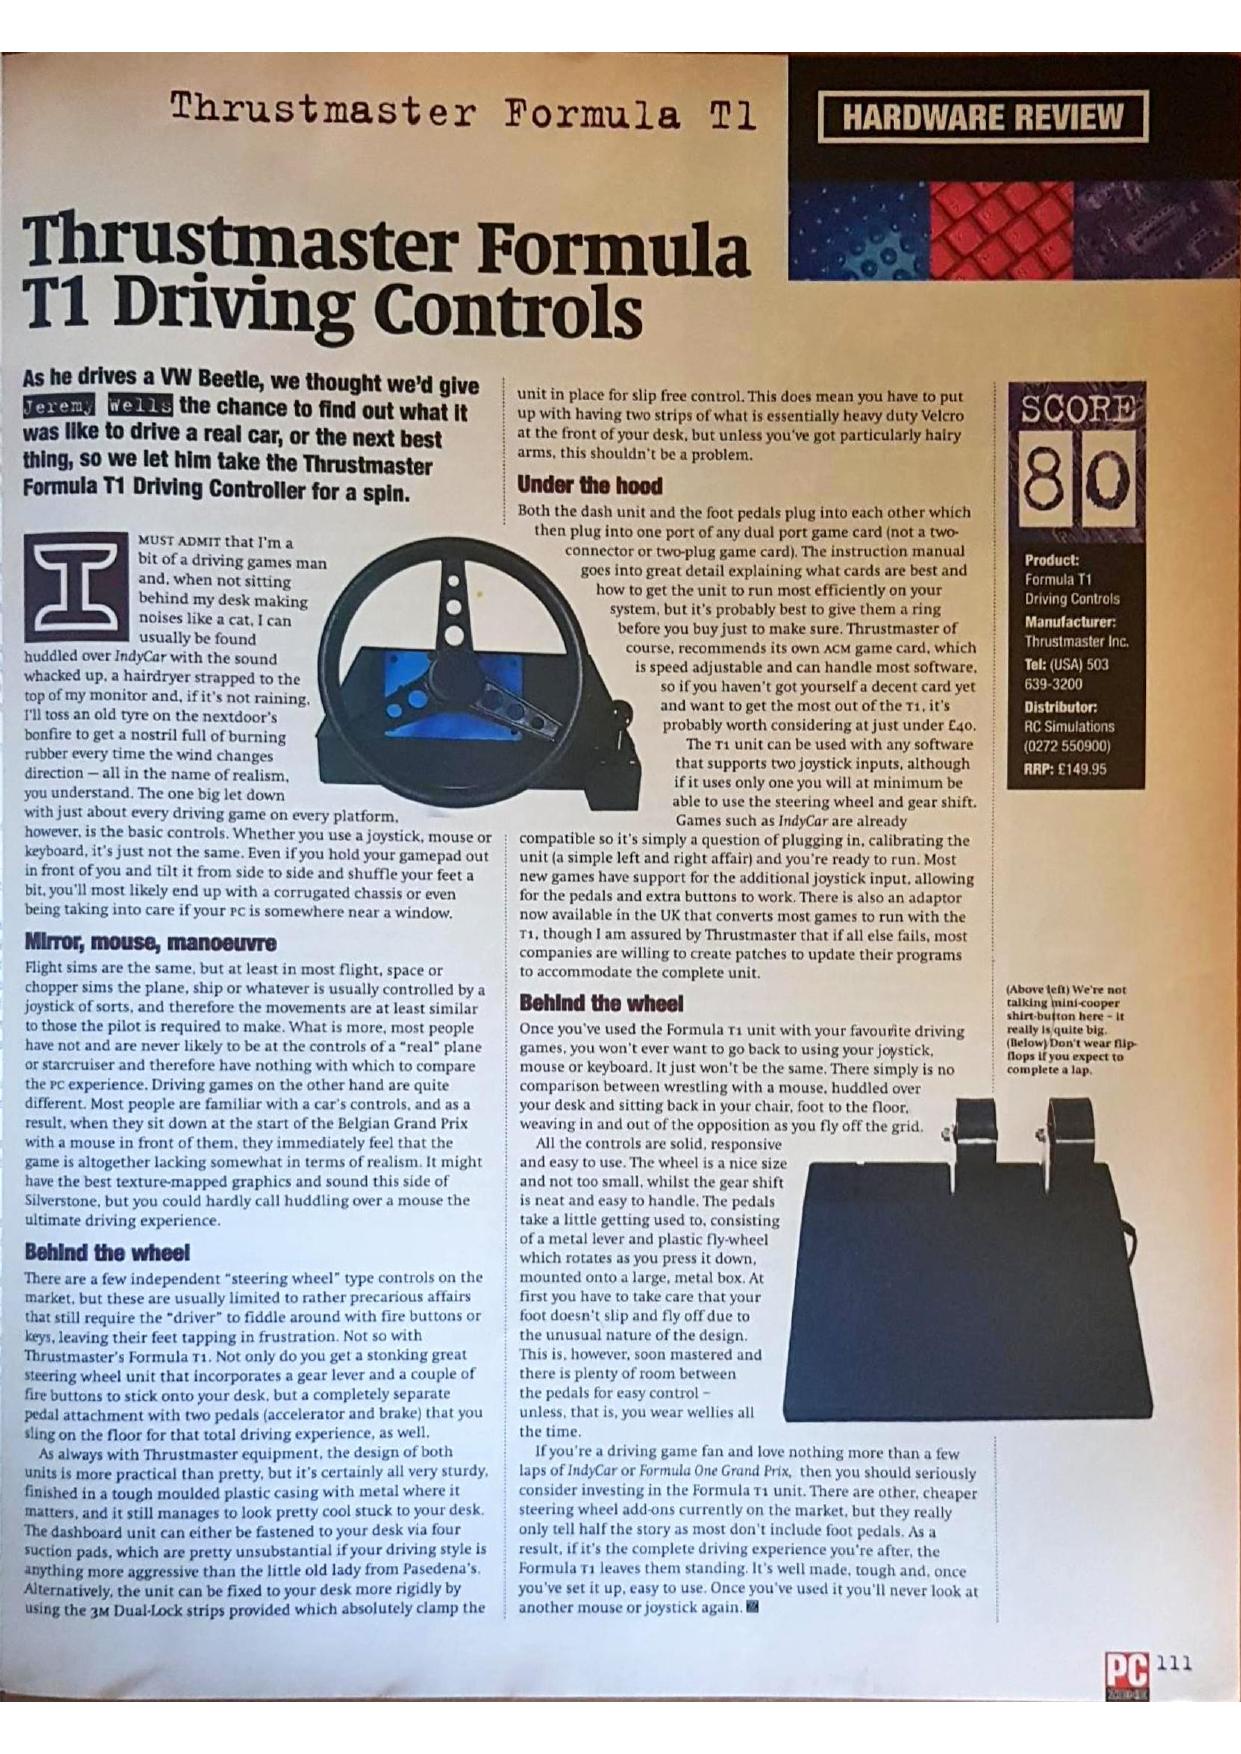 Thrustmaster Formula T1
HARDWARE REVIEW
Thrustmaster Formula
T1 Driving Controls
As he drives a VW Beetle, we thought we'd give
Jeremy Wells the chance to find out what it
was like to drive a real car, or the next best
thing, so we let him take the Thrustmaster
Formula T1 Driving Controller for a spin.
I MUST ADMIT that I'm a
bit of a driving games man
and, when not sitting
behind my desk making
noises like a cat, I can
usually be found
huddled over IndyCar with the sound
whacked up, a hairdryer strapped to the
top of my monitor and, if it's not raining,
I'll toss an old tyre on the nextdoor's
bonfire to get a nostril full of burning
rubber every time the wind changes
direction — all in the name of realism,
you understand. The one big let down
with just about every driving game on every platform,
however, is the basic controls. Whether you use a joystick, mouse or
keyboard, it's just not the same. Even if you hold your gamepad out
in front of you and tilt it from side to side and shuffle your feet a
bit, you'll most likely end up with a corrugated chassis or even
being taking into care if your PC is somewhere near a window.
Mirror, mouse, manoeuvre
Flight sims are the same, but at least in most flight, space or
chopper sims the plane, ship or whatever is usually controlled by a
joystick of sorts, and therefore the movements are at least similar
to those the pilot is required to make. What is more, most people
have not and are never likely to be at the controls of a "real" plane
or starcruiser and therefore have nothing with which to compare
the PC experience. Driving games on the other hand are quite
different. Most people are familiar with a car's controls, and as a
result, when they sit down at the start of the Belgian Grand Prix
with a mouse in front of them, they immediately feel that the
game is altogether lacking somewhat in terms of realism. It might
have the best texture-mapped graphics and sound this side of
Silverstone, but you could hardly call huddling over a mouse the
ultimate driving experience.
Behind the wheel
There are a few independent "steering wheel" type controls on the
market, but these are usually limited to rather precarious affairs
that still require the "driver" to fiddle around with fire buttons or
keys, leaving their feet tapping in frustration. Not so with
Thrustmaster's Formula T1. Not only do you get a stonking great
steering wheel unit that incorporates a gear lever and a couple of
fire buttons to stick onto your desk, but a completely separate
pedal attachment with two pedals (accelerator and brake) that you
sling on the floor for that total driving experience, as well.
As always with Thrustmaster equipment, the design of both
units is more practical than pretty, but it's certainly all very sturdy,
finished in a tough moulded plastic casing with metal where it
matters, and it still manages to look pretty cool stuck to your desk.
The dashboard unit can either be fastened to your desk via four
suction pads, which are pretty unsubstantial if your driving style is
anything more aggressive than the little old lady from Pasedena's.
Alternatively, the unit can be fixed to your desk more rigidly by
using the 3M Dual-Lock strips provided which absolutely clamp the
unit in place for slip free control. This does mean you have to put
up with having two strips of what is essentially heavy duty Velcro
at the front of your desk, but unless you've got particularly hairy
arms, this shouldn't be a problem.
Under the hood
Both the dash unit and the foot pedals plug into each other which
then plug into one port of any dual port game card (not a two-
connector or two-plug game card). The instruction manual
goes into great detail explaining what cards are best and
how to get the unit to run most efficiently on your
system, but it's probably best to give them a ring
before you buy just to make sure. Thrustmaster of
course, recommends its own ACM game card, which
is speed adjustable and can handle most software,
so if you haven't got yourself a decent card yet
and want to get the most out of the T1, it's
probably worth considering at just under £40.
The T1 unit can be used with any software
that supports two joystick inputs, although
if it uses only one you will at minimum be
able to use the steering wheel and gear shift.
Games such as IndyCar are already
compatible so it's simply a question of plugging in, calibrating the
unit (a simple left and right affair) and you're ready to run. Most
new games have support for the additional joystick input, allowing
for the pedals and extra buttons to work. There is also an adaptor
now available in the UK that converts most games to run with the
T1, though I am assured by Thrustmaster that if all else fails, most
companies are willing to create patches to update their programs
to accommodate the complete unit.
Behind the wheel
Once you've used the Formula T1 unit with your favourite driving
games, you won't ever want to go back to using your joystick,
mouse or keyboard. It just won't be the same. There simply is no
comparison between wrestling with a mouse, huddled over
your desk and sitting back in your chair, foot to the floor,
weaving in and out of the opposition as you fly off the grid.
All the controls are solid, responsive
and easy to use. The wheel is a nice size
and not too small, whilst the gear shift
is neat and easy to handle. The pedals
take a little getting used to, consisting
of a metal lever and plastic fly-wheel
which rotates as you press it down,
mounted onto a large, metal box. At
first you have to take care that your
foot doesn't slip and fly off due to
the unusual nature of the design.
This is, however, soon mastered and
there is plenty of room between
the pedals for easy control –
unless, that is, you wear wellies all
the time.
If you're a driving game fan and love nothing more than a few
laps of IndyCar or Formula One Grand Prix, then you should seriously
consider investing in the Formula T1 unit. There are other, cheaper
steering wheel add-ons currently on the market, but they really
only tell half the story as most don't include foot pedals. As a
result, if it's the complete driving experience you're after, the
Formula T1 leaves them standing. It's well made, tough and, once
you've set it up, easy to use. Once you've used it you'll never look at
another mouse or joystick again.
SCORE
80
Product:
Formula T1
Driving Controls
Manufacturer:
Thrustmaster Inc.
Tel: (USA) 503
639-3200
Distributor:
RC Simulations
(0272 550900)
RRP: £149.95
(Above left) We're not
talking mini-cooper
shirt-button here – it
really is quite big.
(Below) Don't wear flip-
flops if you expect to
complete a lap.
PC
ZONE
111